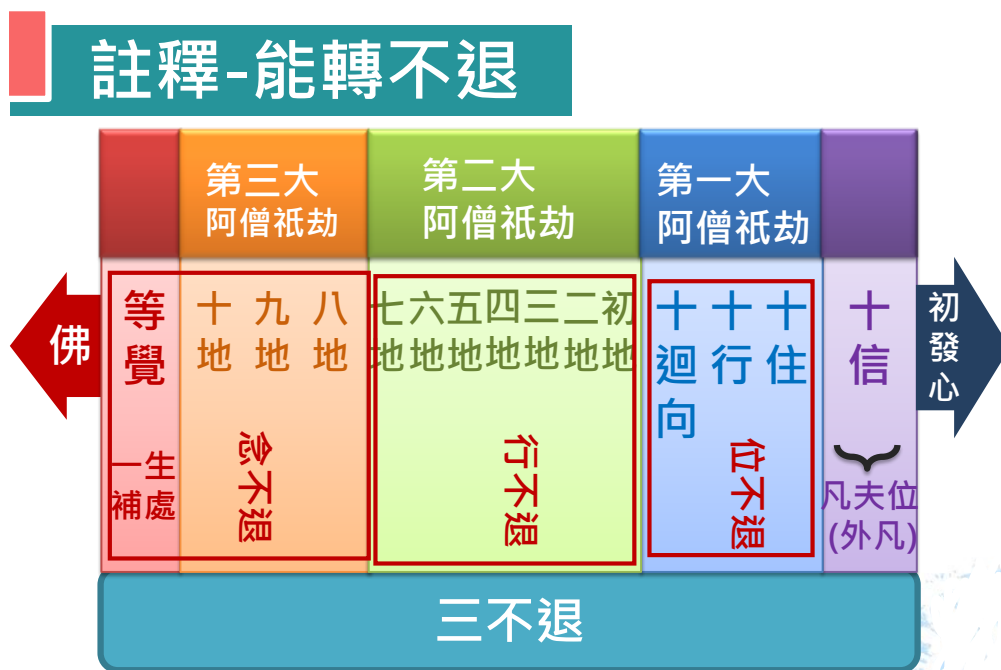 註釋-能轉不退
第三大
阿僧祇劫
第二大
阿僧祇劫
第一大
阿僧祇劫
佛
等覺
一生
補處
十地
九地
八地
念不退
七地
六地
五地
四地
三地
二地
初地
行不退
十迴向
十行
十住
位不退
十信
凡夫位
(外凡)
初發心
三不退